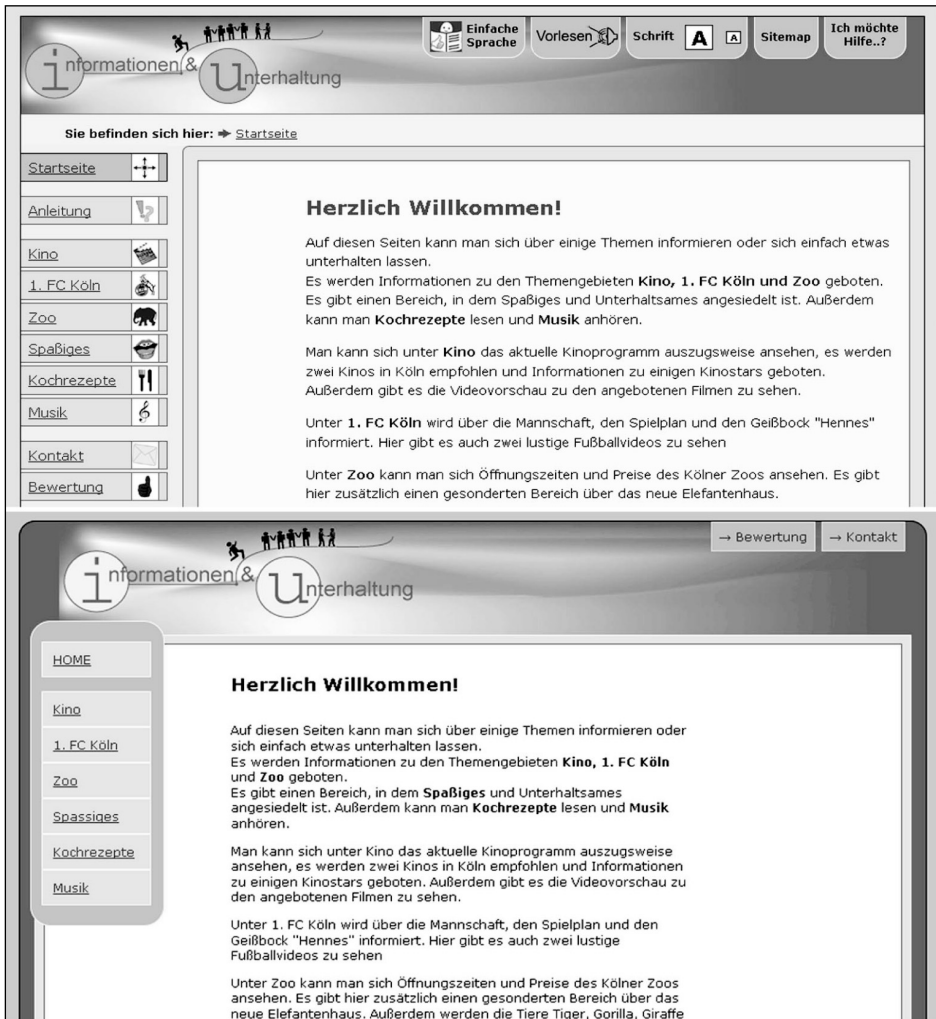 informationen & Unterhaltung
Einfache Sprache
Vorlesen
Schrift A A
Sitemap
Ich möchte Hilfe..?
Sie befinden sich hier: ➔ Startseite
Startseite
Anleitung
Kino
1. FC Köln
Zoo
Spaßiges
Kochrezepte
Musik
Kontakt
Bewertung
Herzlich Willkommen!
Auf diesen Seiten kann man sich über einige Themen informieren oder sich einfach etwas
unterhalten lassen.
Es werden Informationen zu den Themengebieten Kino, 1. FC Köln und Zoo geboten.
Es gibt einen Bereich, in dem Spaßiges und Unterhaltsames angesiedelt ist. Außerdem
kann man Kochrezepte lesen und Musik anhören.
Man kann sich unter Kino das aktuelle Kinoprogramm auszugsweise ansehen, es werden
zwei Kinos in Köln empfohlen und Informationen zu einigen Kinostars geboten.
Außerdem gibt es die Videovorschau zu den angebotenen Filmen zu sehen.
Unter 1. FC Köln wird über die Mannschaft, den Spielplan und den Geißbock "Hennes"
informiert. Hier gibt es auch zwei lustige Fußballvideos zu sehen
Unter Zoo kann man sich Öffnungszeiten und Preise des Kölner Zoos ansehen. Es gibt
hier zusätzlich einen gesonderten Bereich über das neue Elefantenhaus.
informationen & Unterhaltung
→ Bewertung
→ Kontakt
HOME
Kino
1. FC Köln
Zoo
Spassiges
Kochrezepte
Musik
Herzlich Willkommen!
Auf diesen Seiten kann man sich über einige Themen informieren oder
sich einfach etwas unterhalten lassen.
Es werden Informationen zu den Themengebieten Kino, 1. FC Köln
und Zoo geboten.
Es gibt einen Bereich, in dem Spaßiges und Unterhaltsames
angesiedelt ist. Außerdem kann man Kochrezepte lesen und Musik
anhören.
Man kann sich unter Kino das aktuelle Kinoprogramm auszugsweise
ansehen, es werden zwei Kinos in Köln empfohlen und Informationen
zu einigen Kinostars geboten. Außerdem gibt es die Videovorschau zu
den angebotenen Filmen zu sehen.
Unter 1. FC Köln wird über die Mannschaft, den Spielplan und den
Geißbock "Hennes" informiert. Hier gibt es auch zwei lustige
Fußballvideos zu sehen
Unter Zoo kann man sich Öffnungszeiten und Preise des Kölner Zoos
ansehen. Es gibt hier zusätzlich einen gesonderten Bereich über das
neue Elefantenhaus. Außerdem werden die Tiere Tiger, Gorilla, Giraffe